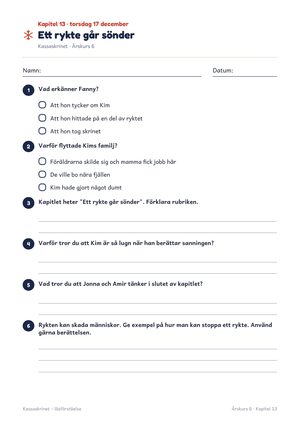 Kapitel 13 · torsdag 17 december
Ett rykte går sönder
Kassaskrinet · Årskurs 6
Namn:
Datum:
1 Vad erkänner Fanny?
Att hon tycker om Kim
Att hon hittade på en del av ryktet
Att hon tog skrinet
2 Varför flyttade Kims familj?
Föräldrarna skilde sig och mamma fick jobb här
De ville bo nära fjällen
Kim hade gjort något dumt
3 Kapitlet heter "Ett rykte går sönder". Förklara rubriken.
4 Varför tror du att Kim är så lugn när han berättar sanningen?
5 Vad tror du att Jonna och Amir tänker i slutet av kapitlet?
6 Rykten kan skada människor. Ge exempel på hur man kan stoppa ett rykte. Använd
gärna berättelsen.
Kassaskrinet – läsförståelse
Årskurs 6 · Kapitel 13